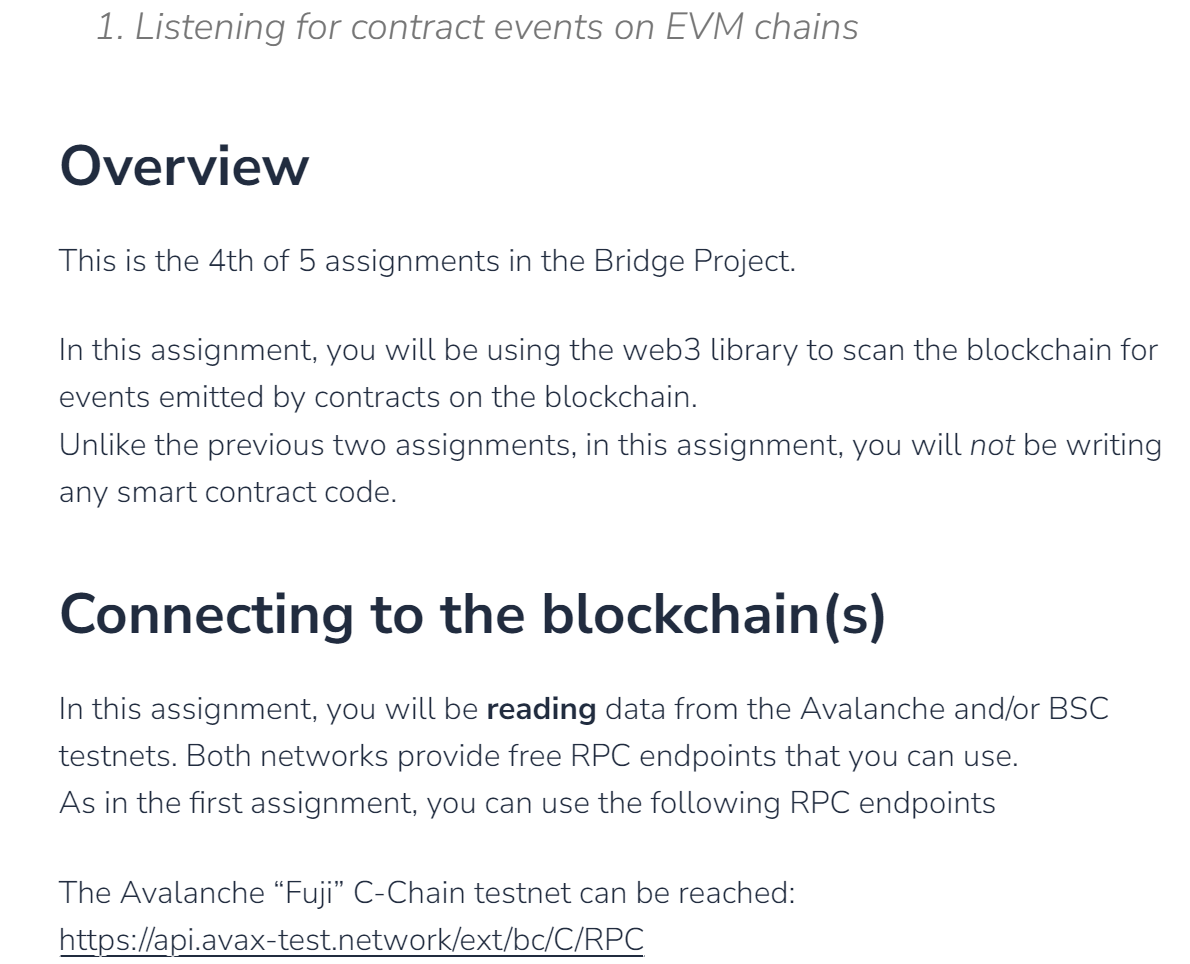 1. Listening for contract events on EVM chains
Overview
This is the 4th of 5 assignments in the Bridge Project.
In this assignment, you will be using the web3 library to scan the blockchain for
events emitted by contracts on the blockchain.
Unlike the previous two assignments, in this assignment, you will not be writing
any smart contract code.
Connecting to the blockchain(s)
In this assignment, you will be reading data from the Avalanche and/or BSC
testnets. Both networks provide free RPC endpoints that you can use.
As in the first assignment, you can use the following RPC endpoints
The Avalanche “Fuji” C-Chain testnet can be reached:
https://api.avax-test.network/ext/bc/C/RPC